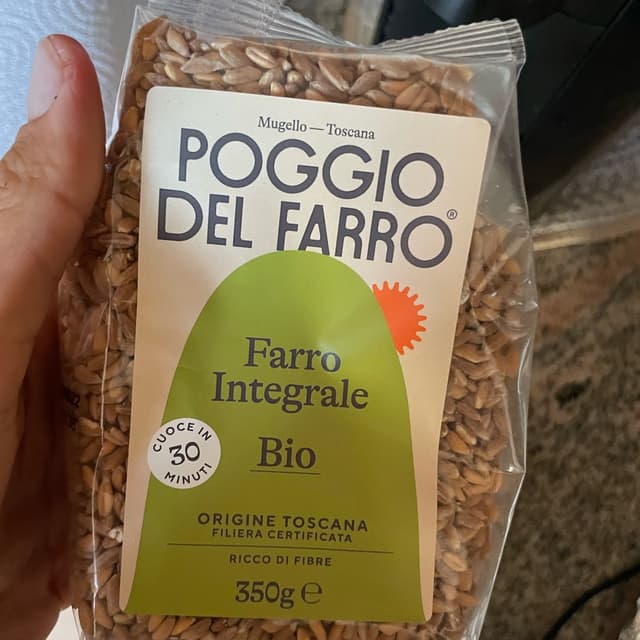 Mugello — Toscana
POGGIO
DEL FARRO®
Farro
Integrale
Bio
CUOCE IN
30
MINUTI
ORIGINE TOSCANA
FILIERA CERTIFICATA
RICCO DI FIBRE
350g ℮